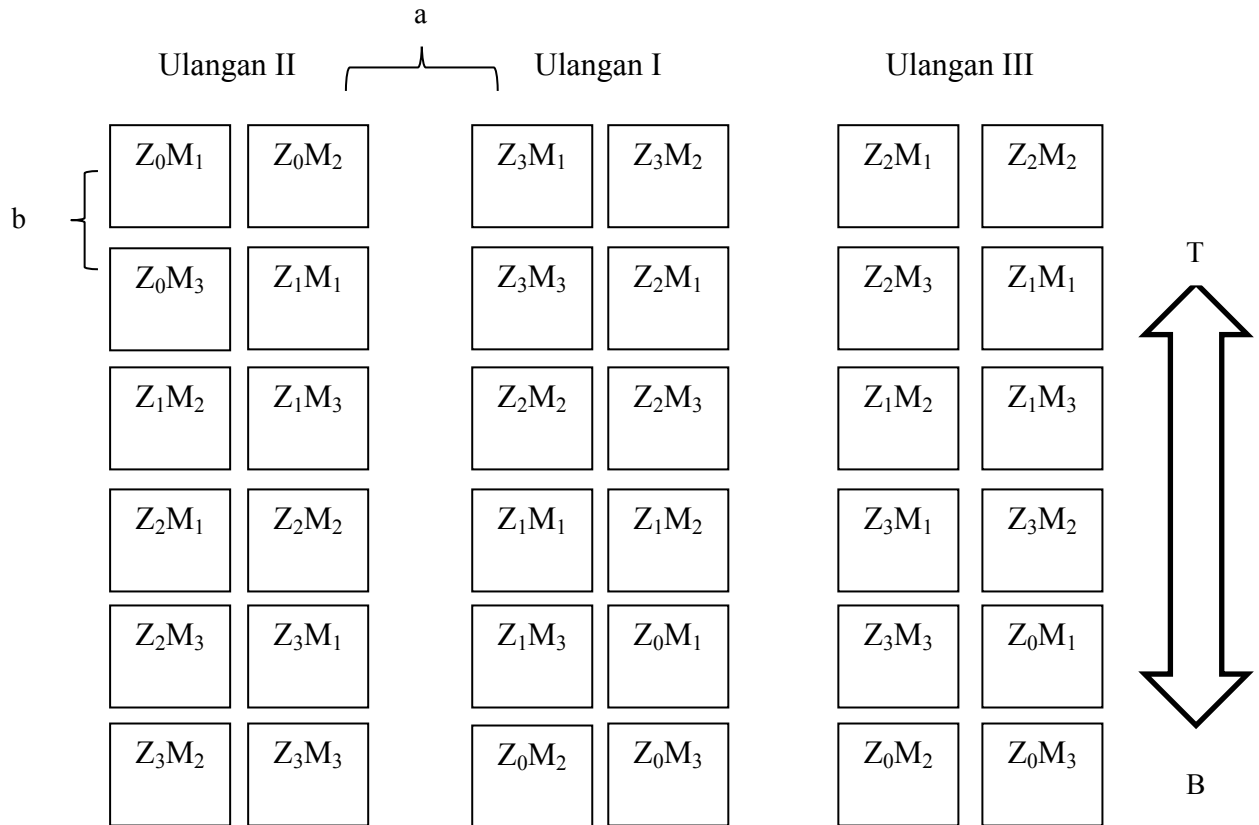 a
Ulangan II Ulangan I Ulangan III
Z₀M₁ Z₀M₂ Z₃M₁ Z₃M₂ Z₂M₁ Z₂M₂
b
Z₀M₃ Z₁M₁ Z₃M₃ Z₂M₁ Z₂M₃ Z₁M₁
T
Z₁M₂ Z₁M₃ Z₂M₂ Z₂M₃ Z₁M₂ Z₁M₃
Z₂M₁ Z₂M₂ Z₁M₁ Z₁M₂ Z₃M₁ Z₃M₂
Z₂M₃ Z₃M₁ Z₁M₃ Z₀M₁ Z₃M₃ Z₀M₁
Z₃M₂ Z₃M₃ Z₀M₂ Z₀M₃ Z₀M₂ Z₀M₃
B